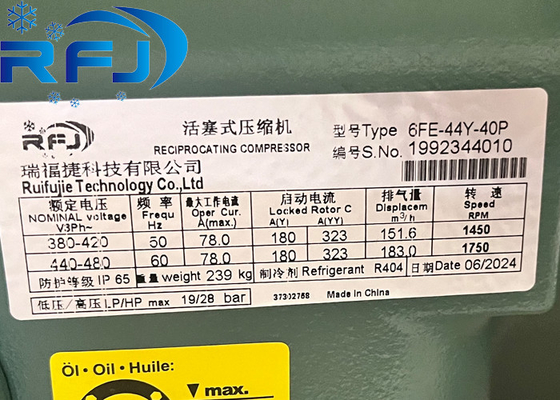 RFJ
RFJ
活塞式压缩机
RECIPROCATING COMPRESSOR
型号Type 6FE-44Y-40P
编号S.No. 1992344010
瑞福捷科技有限公司
Ruifujie Technology Co.,Ltd
额定电压 NOMINAL voltage V3Ph~ 频率 Frequ Hz 最大工作电流 Oper Cur. A(max.) 启动电流 Locked Rotor C A(Y) A(YY) 排气量 Displacem m³/h 转速 Speed RPM
380-420 50 78.0 180 323 151.6 1450
440-480 60 78.0 180 323 183.0 1750
防护等级 IP 65 重量 weight 239 kg 制冷剂 Refrigerant R404 日期 Date 06/2024
低压/高压 LP/HP max 19/28 bar 37302758 Made in China
Öl • Oil • Huile:
max.